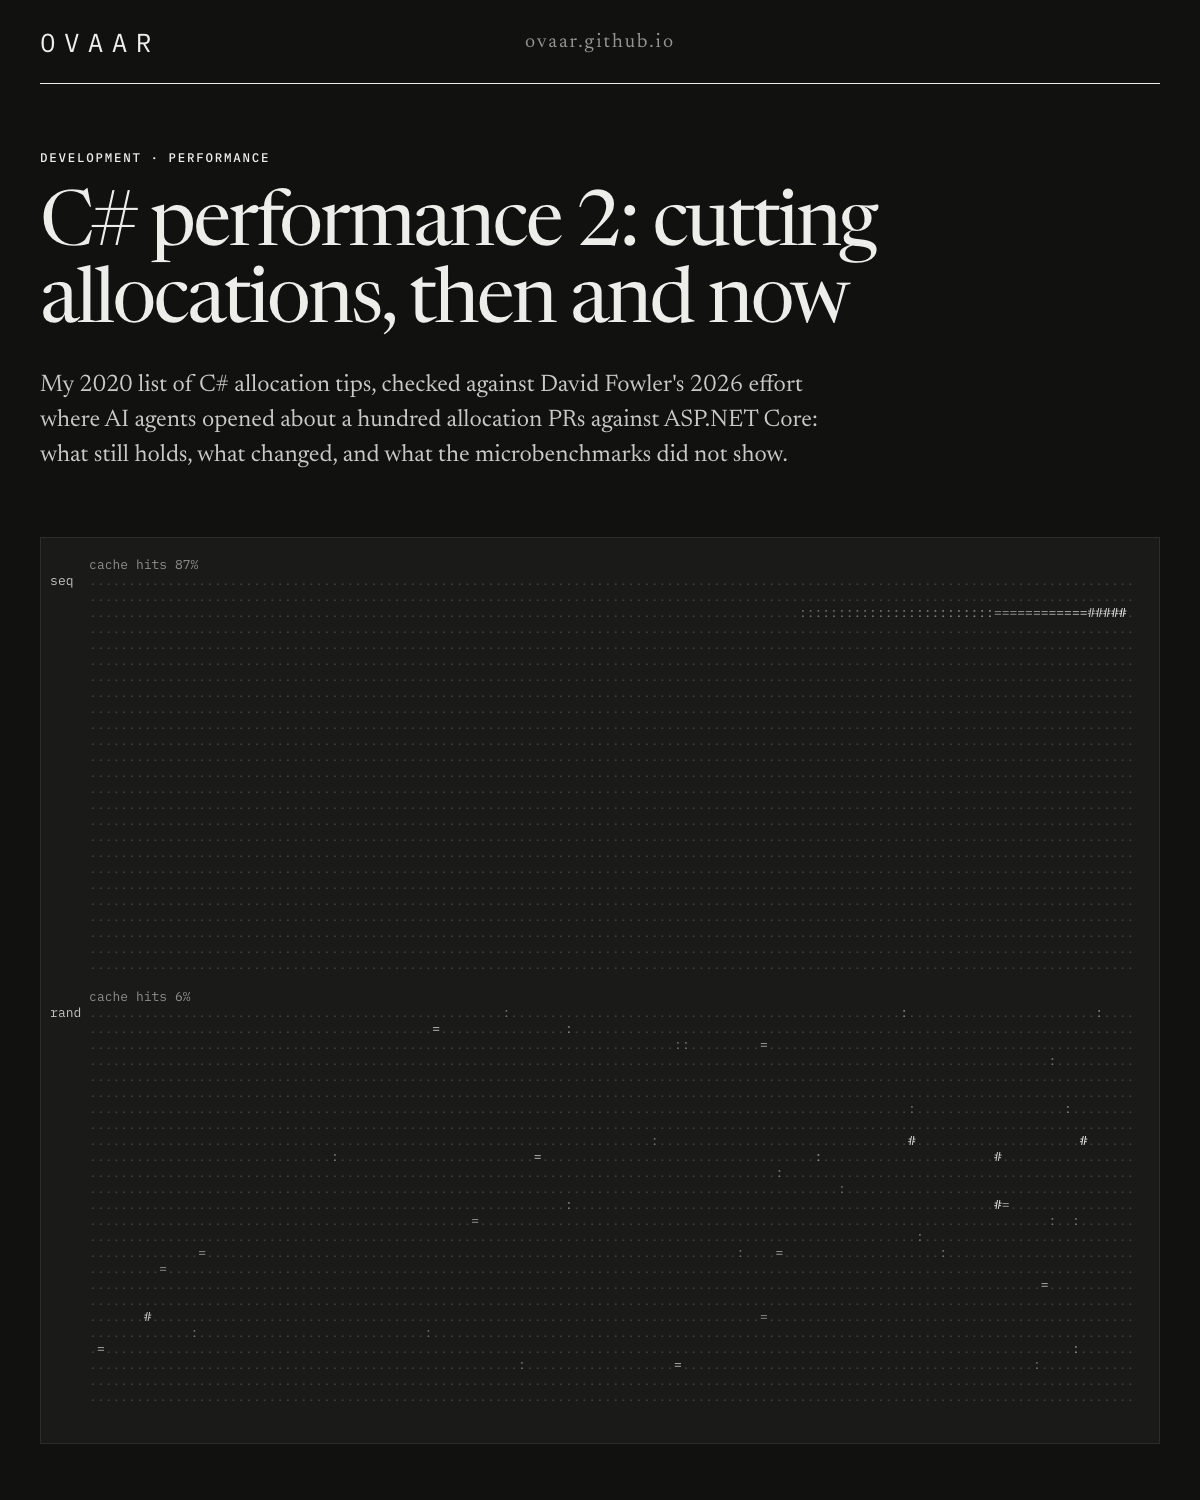 OVAAR
ovaar.github.io
DEVELOPMENT · PERFORMANCE
C# performance 2: cutting
allocations, then and now
My 2020 list of C# allocation tips, checked against David Fowler's 2026 effort
where AI agents opened about a hundred allocation PRs against ASP.NET Core:
what still holds, what changed, and what the microbenchmarks did not show.
cache hits 87%
seq
cache hits 6%
rand